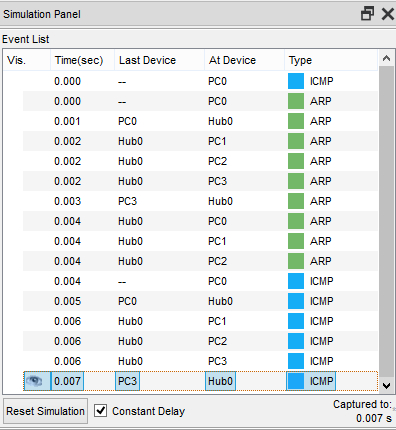 Simulation Panel
Event List
Vis. Time(sec) Last Device At Device Type
0.000 -- PC0 ICMP
0.000 -- PC0 ARP
0.001 PC0 Hub0 ARP
0.002 Hub0 PC1 ARP
0.002 Hub0 PC2 ARP
0.002 Hub0 PC3 ARP
0.003 PC3 Hub0 ARP
0.004 Hub0 PC0 ARP
0.004 Hub0 PC1 ARP
0.004 Hub0 PC2 ARP
0.004 -- PC0 ICMP
0.005 PC0 Hub0 ICMP
0.006 Hub0 PC1 ICMP
0.006 Hub0 PC2 ICMP
0.006 Hub0 PC3 ICMP
0.007 PC3 Hub0 ICMP
Reset Simulation Constant Delay Captured to:
0.007 s